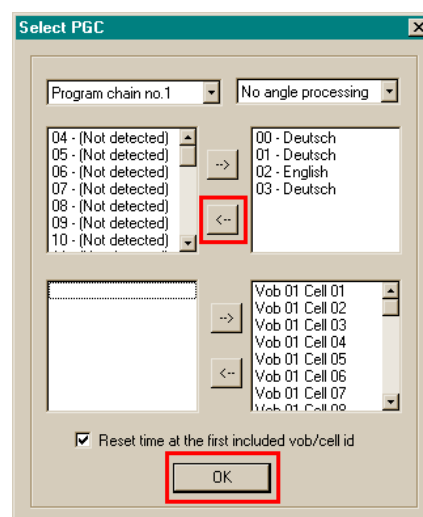 Select PGC
Program chain no.1
No angle processing
04 - (Not detected)
05 - (Not detected)
06 - (Not detected)
07 - (Not detected)
08 - (Not detected)
09 - (Not detected)
10 - (Not detected)
-->
<--
00 - Deutsch
01 - Deutsch
02 - English
03 - Deutsch
-->
<--
Vob 01 Cell 01
Vob 01 Cell 02
Vob 01 Cell 03
Vob 01 Cell 04
Vob 01 Cell 05
Vob 01 Cell 06
Vob 01 Cell 07
Vob 01 Cell 08
Reset time at the first included vob/cell id
OK